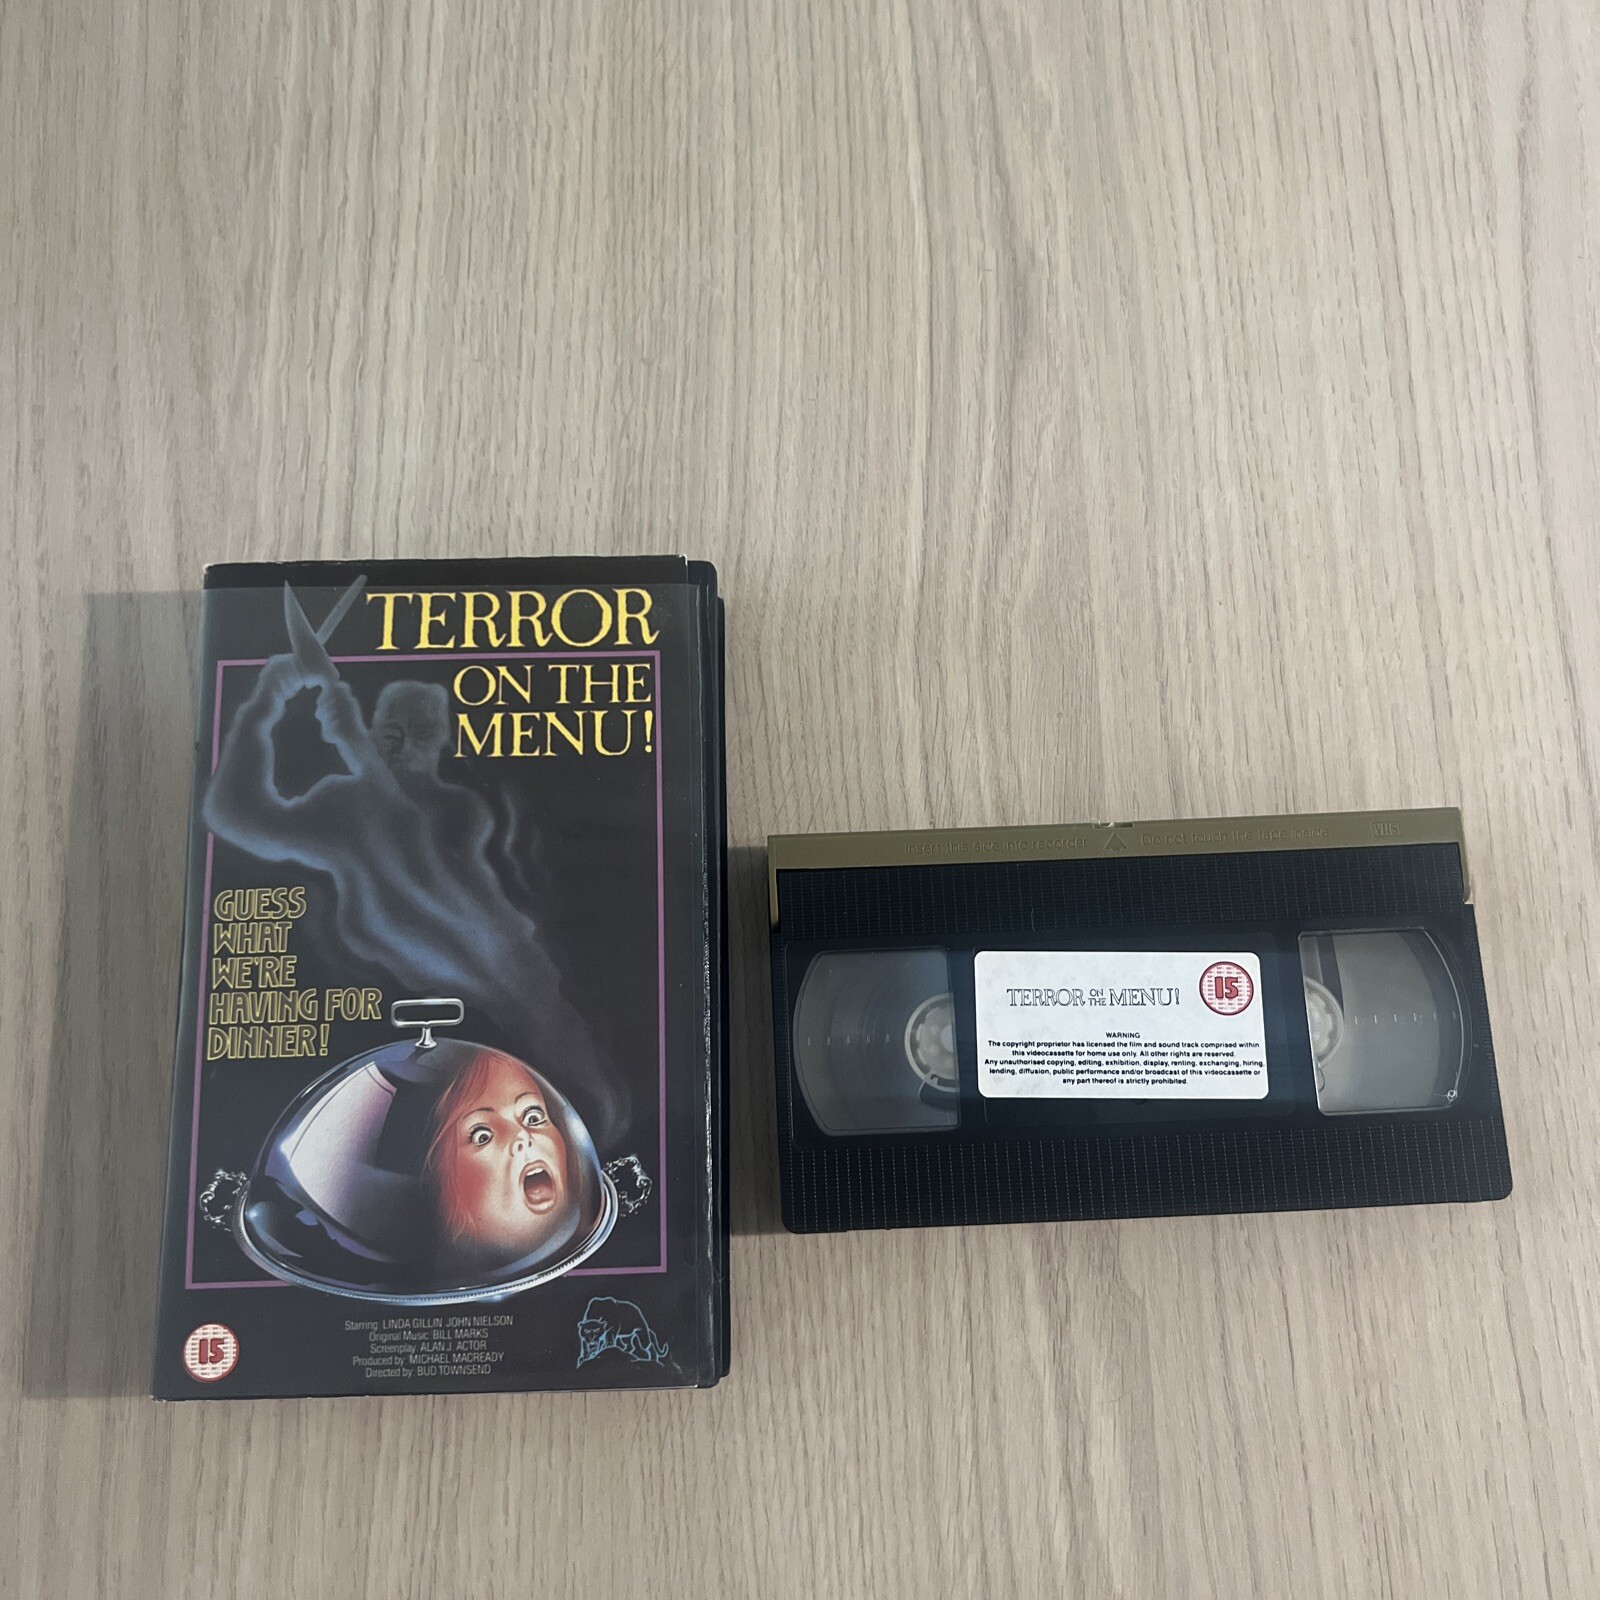 TERROR
ON THE
MENU!
GUESS
WHAT
WE'RE
HAVING FOR
DINNER!
Starring: LINDA GILLIN JOHN NIELSON
Original Music: BILL MARKS
Screenplay: ALAN J. ACTOR
Produced by: MICHAEL MACREADY
Directed by: BUD TOWNSEND
15
Insert this side into recorder Do not touch the tape inside VHS
TERROR ON THE MENU!
15
WARNING
The copyright proprietor has licensed the film and sound track comprised within
this videocassette for home use only. All other rights are reserved.
Any unauthorised copying, editing, exhibition, display, renting, exchanging, hiring,
lending, diffusion, public performance and/or broadcast of this videocassette or
any part thereof is strictly prohibited.